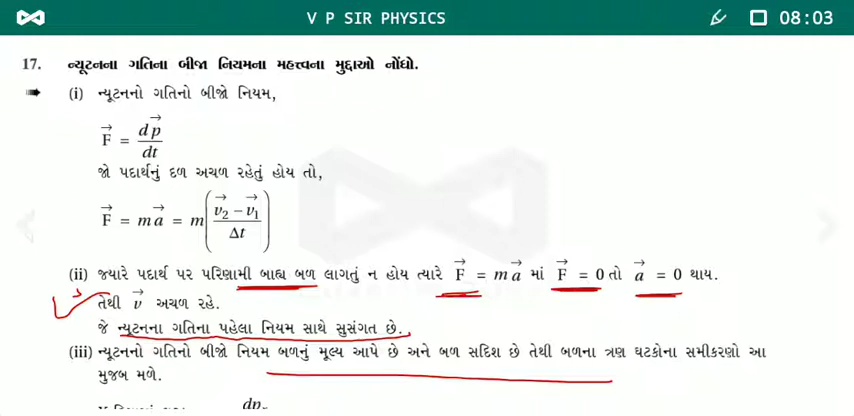 V P SIR PHYSICS 08:03
17. ન્યૂટનના ગતિના બીજા નિયમના મહત્ત્વના મુદ્દાઓ નોંધો.
➠ (i) ન્યૂટનનો ગતિનો બીજો નિયમ,
F⃗ = dp⃗/dt
જો પદાર્થનું દળ અચળ રહેતું હોય તો,
F⃗ = ma⃗ = m((v⃗₂ − v⃗₁)/Δt)
(ii) જ્યારે પદાર્થ પર પરિણામી બાહ્ય બળ લાગતું ન હોય ત્યારે F⃗ = ma⃗ માં F⃗ = 0 તો a⃗ = 0 થાય.
તેથી v⃗ અચળ રહે.
જે ન્યૂટનના ગતિના પહેલા નિયમ સાથે સુસંગત છે.
(iii) ન્યૂટનનો ગતિનો બીજો નિયમ બળનું મૂલ્ય આપે છે અને બળ સદિશ છે તેથી બળના ત્રણ ઘટકોના સમીકરણો આ
મુજબ મળે.